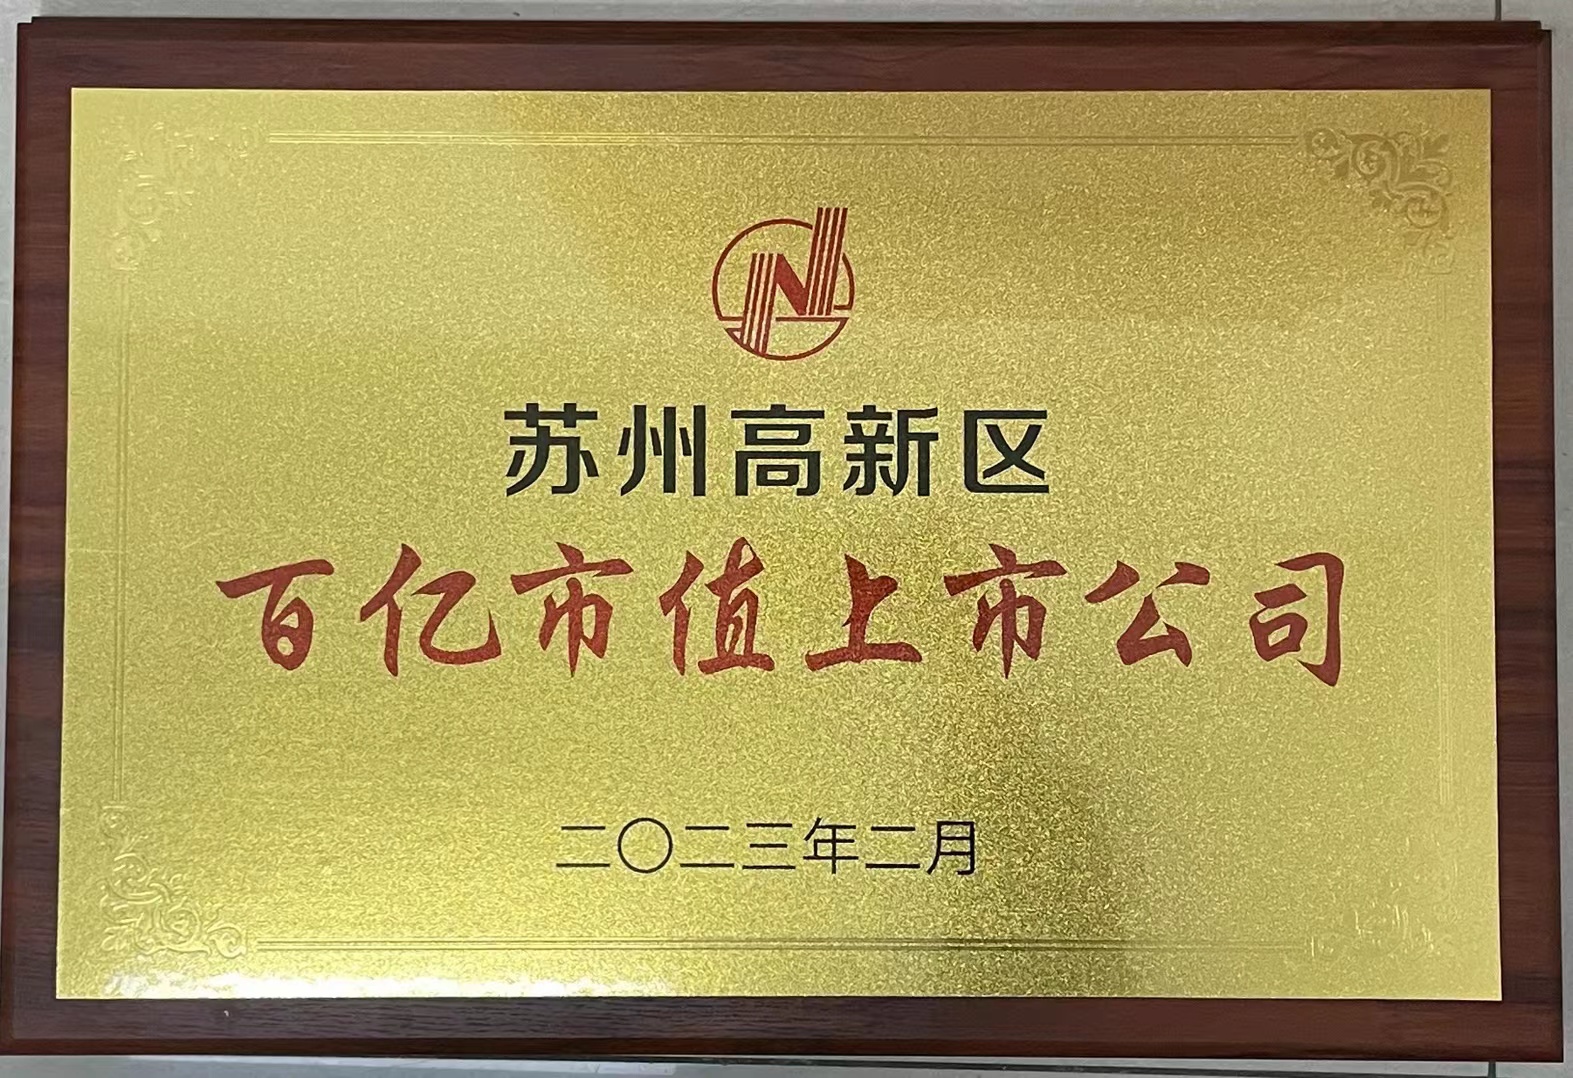 苏州高新区
百亿市值上市公司
二〇二三年二月